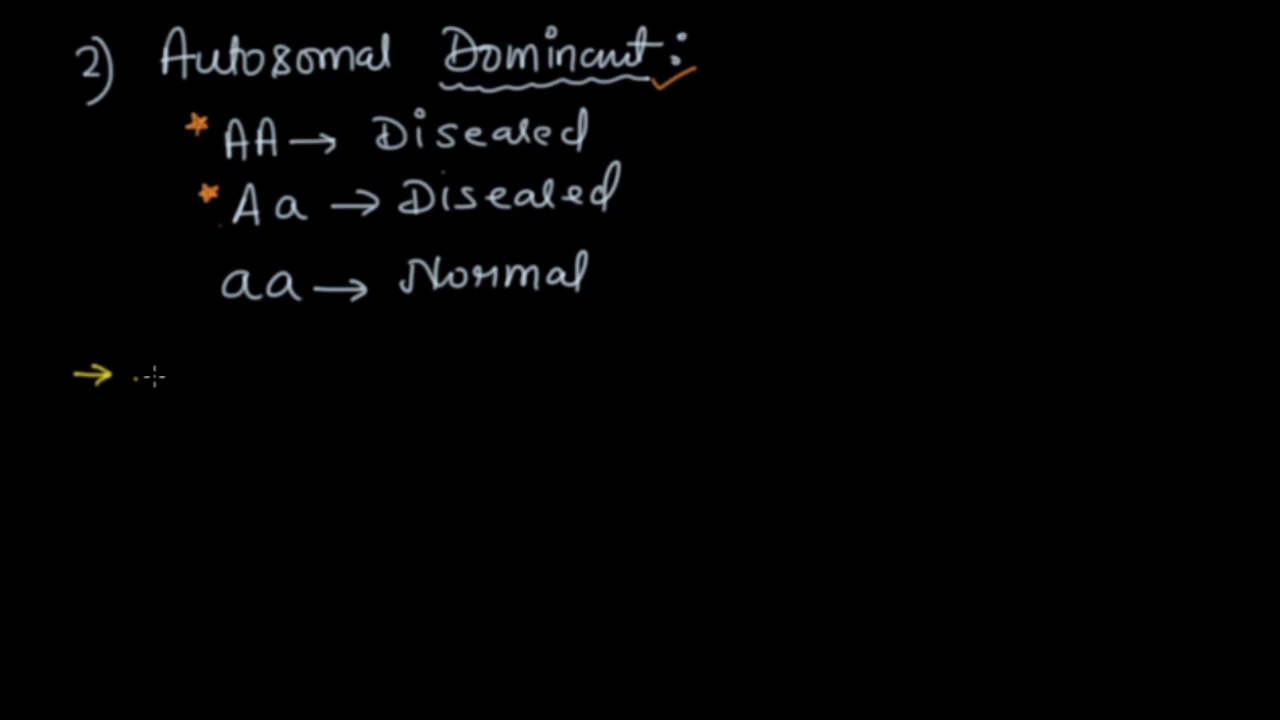 2) Autosomal Dominant:
AA → Diseased
Aa → Diseased
aa → Normal
→